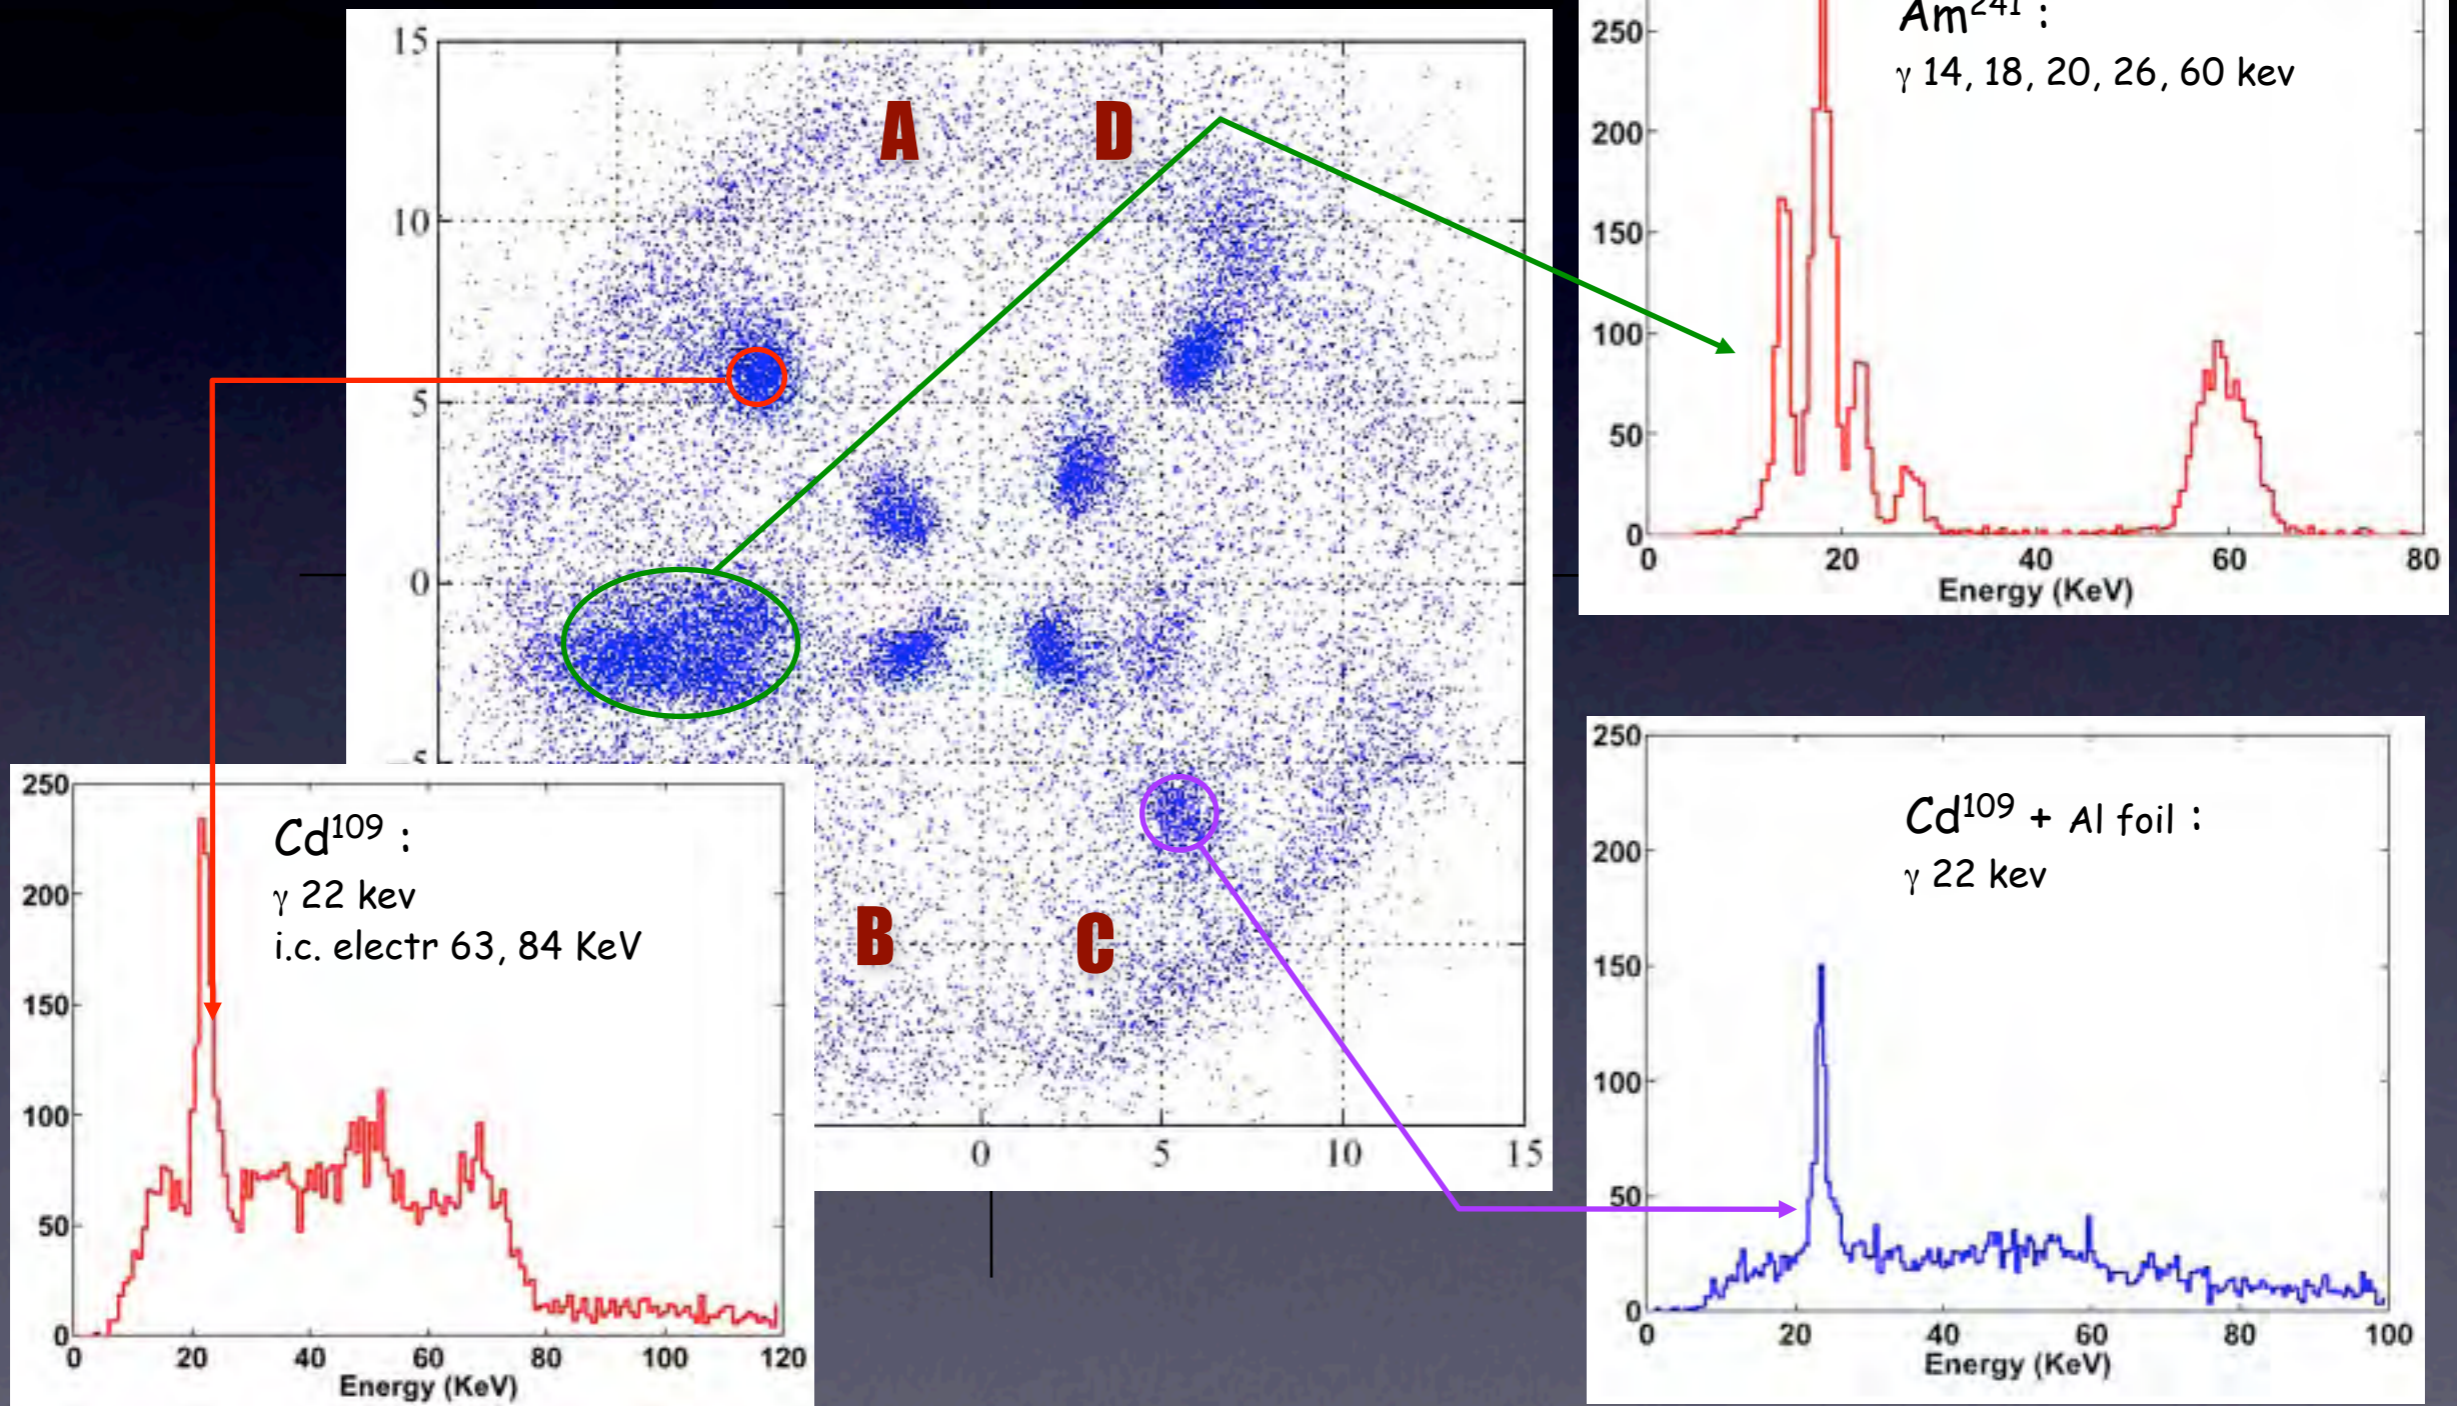 15
10
5
0
-5
0
5
10
15
A
D
B
C
Am241 :
γ 14, 18, 20, 26, 60 kev
250
200
150
100
50
0
0 20 40 60 80
Energy (KeV)
Cd109 :
γ 22 kev
i.c. electr 63, 84 KeV
250
200
150
100
50
0
0 20 40 60 80 100 120
Energy (KeV)
Cd109 + Al foil :
γ 22 kev
250
200
150
100
50
0
0 20 40 60 80 100
Energy (KeV)